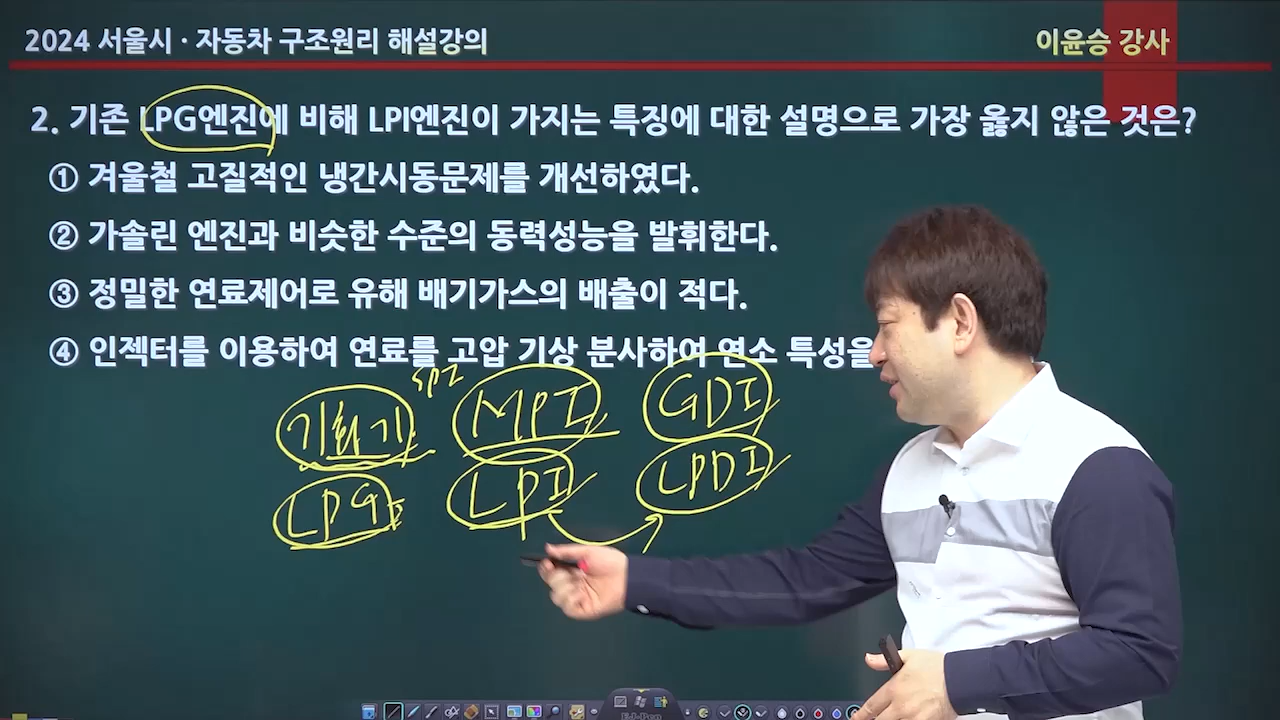 2024 서울시 · 자동차 구조원리 해설강의
이윤승 강사
2. 기존 LPG엔진에 비해 LPI엔진이 가지는 특징에 대한 설명으로 가장 옳지 않은 것은?
① 겨울철 고질적인 냉간시동문제를 개선하였다.
② 가솔린 엔진과 비슷한 수준의 동력성능을 발휘한다.
③ 정밀한 연료제어로 유해 배기가스의 배출이 적다.
④ 인젝터를 이용하여 연료를 고압 기상 분사하여 연소 특성을
기화기 SPI MPI GDI
LPG LPI LPDI